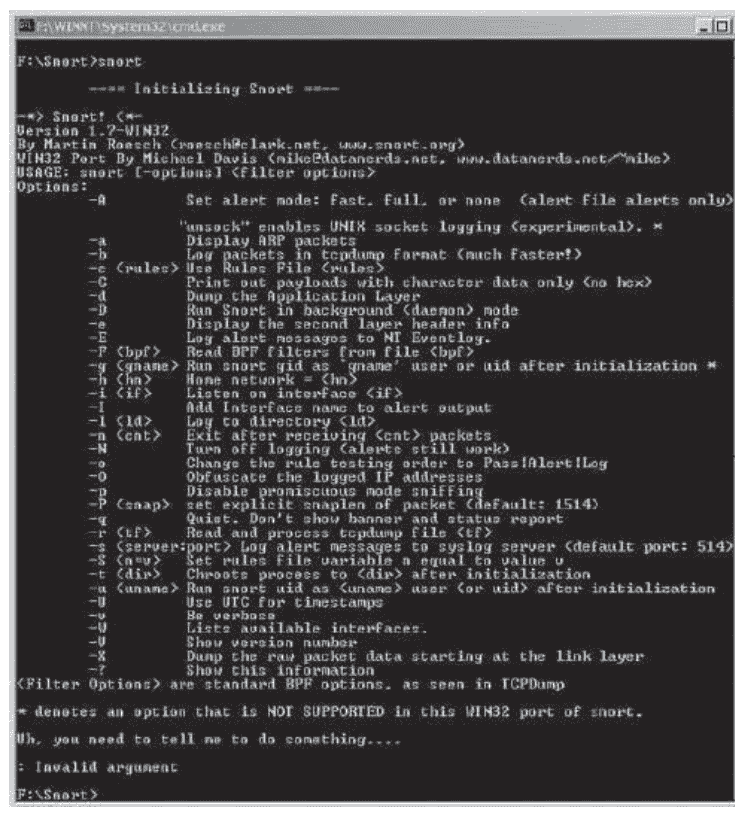 F:\WINNT\System32\cmd.exe
F:\Snort>snort
---== Initializing Snort ==---
-*> Snort! <*-
Version 1.7-WIN32
By Martin Roesch (roesch@clark.net, www.snort.org)
WIN32 Port By Michael Davis (mike@datanerds.net, www.datanerds.net/~mike)
USAGE: snort [-options] <filter options>
Options:
-A Set alert mode: fast, full, or none (alert file alerts only)
"unsock" enables UNIX socket logging (experimental). *
-a Display ARP packets
-b Log packets in tcpdump format (much faster!)
-c <rules> Use Rules File <rules>
-C Print out payloads with character data only (no hex)
-d Dump the Application Layer
-D Run Snort in background (daemon) mode
-e Display the second layer header info
-E Log alert messages to NT Eventlog.
-F <bpf> Read BPF filters from file <bpf>
-g <gname> Run snort gid as 'gname' user or uid after initialization *
-h <hn> Home network = <hn>
-i <if> Listen on interface <if>
-I Add Interface name to alert output
-l <ld> Log to directory <ld>
-n <cnt> Exit after receiving <cnt> packets
-N Turn off logging (alerts still work)
-o Change the rule testing order to Pass|Alert|Log
-O Obfuscate the logged IP addresses
-p Disable promiscuous mode sniffing
-P <snap> set explicit snaplen of packet (default: 1514)
-q Quiet. Don't show banner and status report
-r <tf> Read and process tcpdump file <tf>
-s <server:port> Log alert messages to syslog server (default port: 514)
-S <n=v> Set rules file variable n equal to value v
-t <dir> Chroots process to <dir> after initialization
-u <uname> Run snort uid as <uname> user (or uid) after initialization
-U Use UTC for timestamps
-v Be verbose
-W Lists available interfaces.
-V Show version number
-X Dump the raw packet data starting at the link layer
-? Show this information
<Filter Options> are standard BPF options, as seen in TCPDump
* denotes an option that is NOT SUPPORTED in this WIN32 port of snort.
Uh, you need to tell me to do something....
: Invalid argument
F:\Snort>